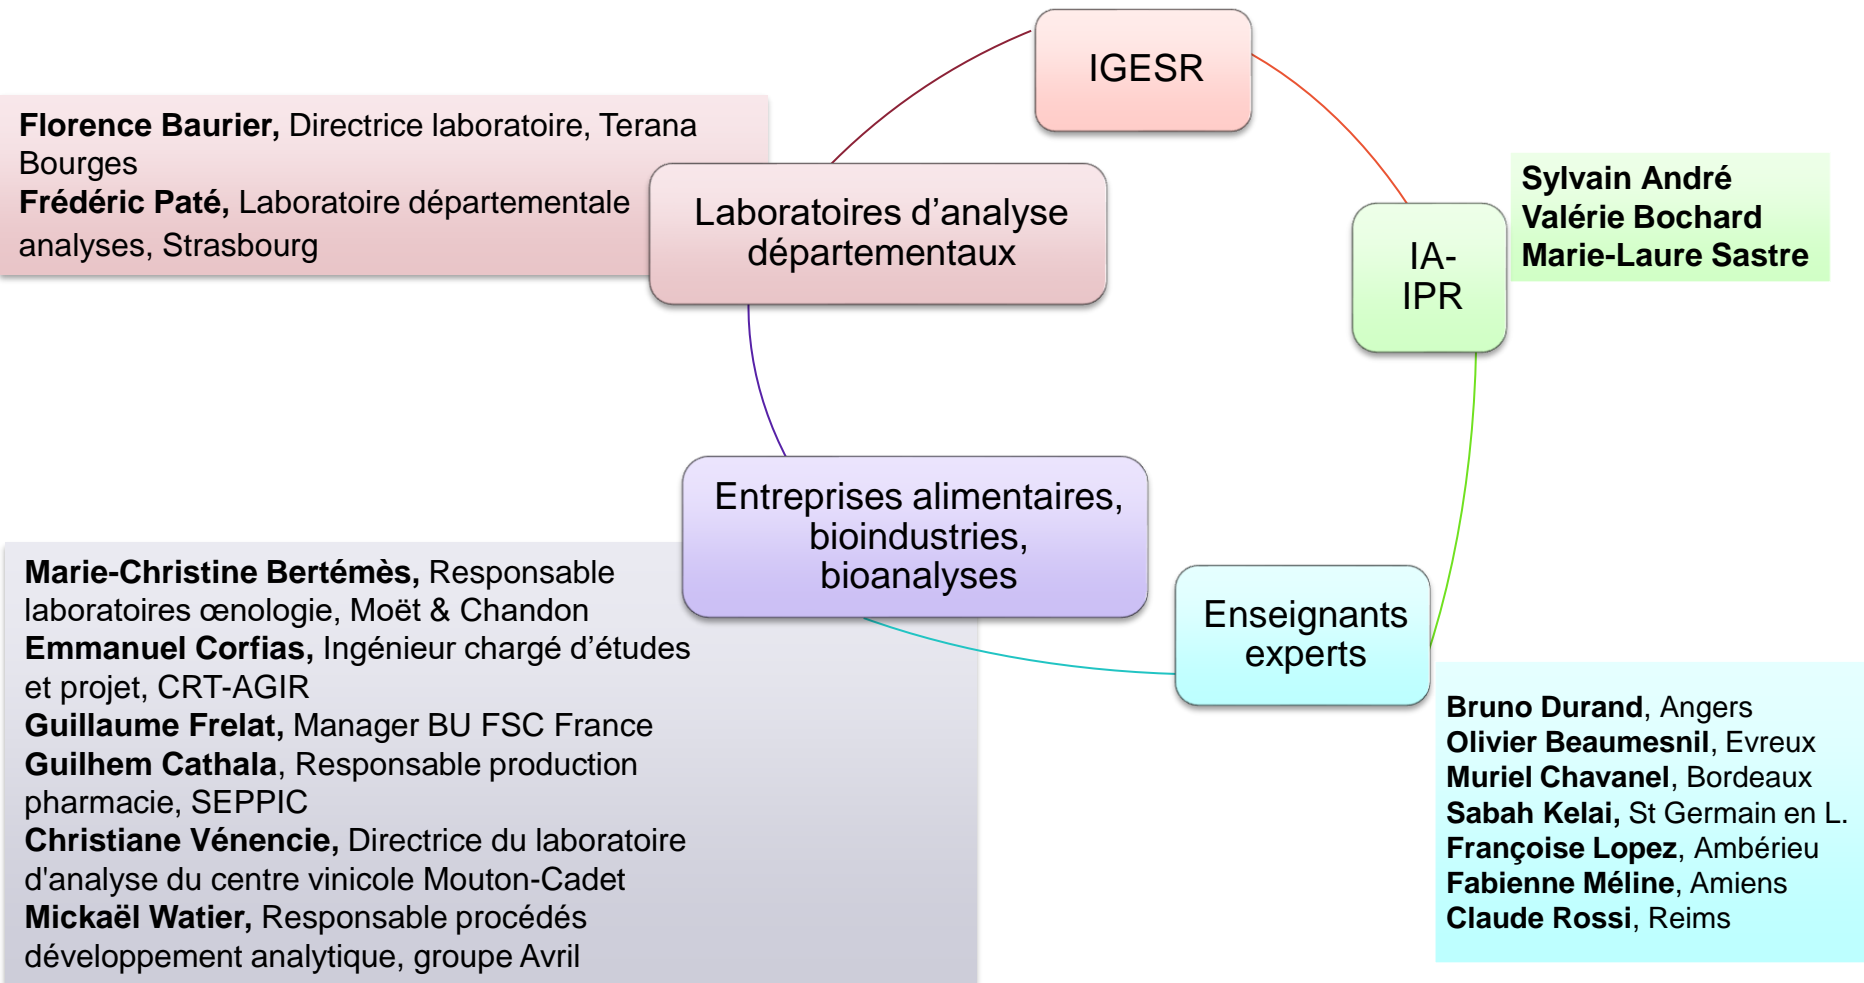 IGESR
Florence Baurier, Directrice laboratoire, Terana
Bourges
Frédéric Paté, Laboratoire départementale
analyses, Strasbourg
Laboratoires d’analyse
départementaux
IA-
IPR
Sylvain André
Valérie Bochard
Marie-Laure Sastre
Entreprises alimentaires,
bioindustries,
bioanalyses
Marie-Christine Bertémès, Responsable
laboratoires œnologie, Moët & Chandon
Emmanuel Corfias, Ingénieur chargé d’études
et projet, CRT-AGIR
Guillaume Frelat, Manager BU FSC France
Guilhem Cathala, Responsable production
pharmacie, SEPPIC
Christiane Vénencie, Directrice du laboratoire
d'analyse du centre vinicole Mouton-Cadet
Mickaël Watier, Responsable procédés
développement analytique, groupe Avril
Enseignants
experts
Bruno Durand, Angers
Olivier Beaumesnil, Evreux
Muriel Chavanel, Bordeaux
Sabah Kelai, St Germain en L.
Françoise Lopez, Ambérieu
Fabienne Méline, Amiens
Claude Rossi, Reims